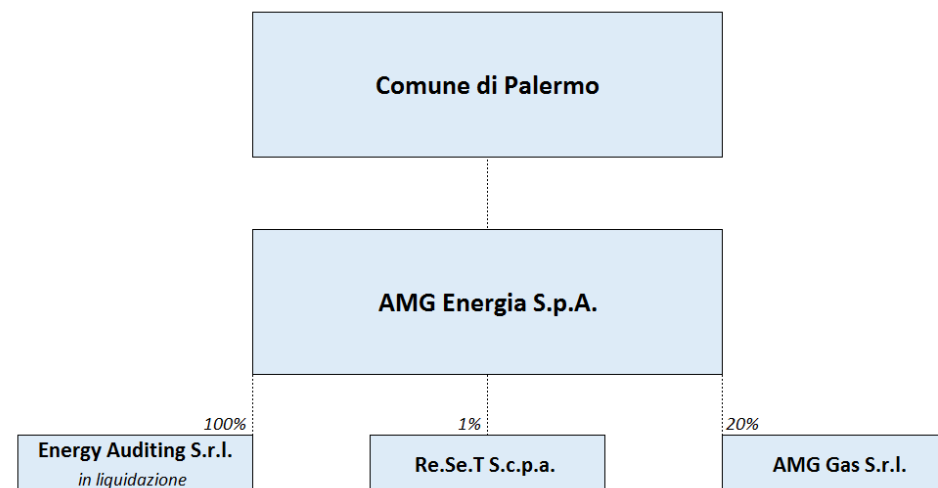 Comune di Palermo
AMG Energia S.p.A.
100%
1%
20%
Energy Auditing S.r.l.
in liquidazione
Re.Se.T S.c.p.a.
AMG Gas S.r.l.